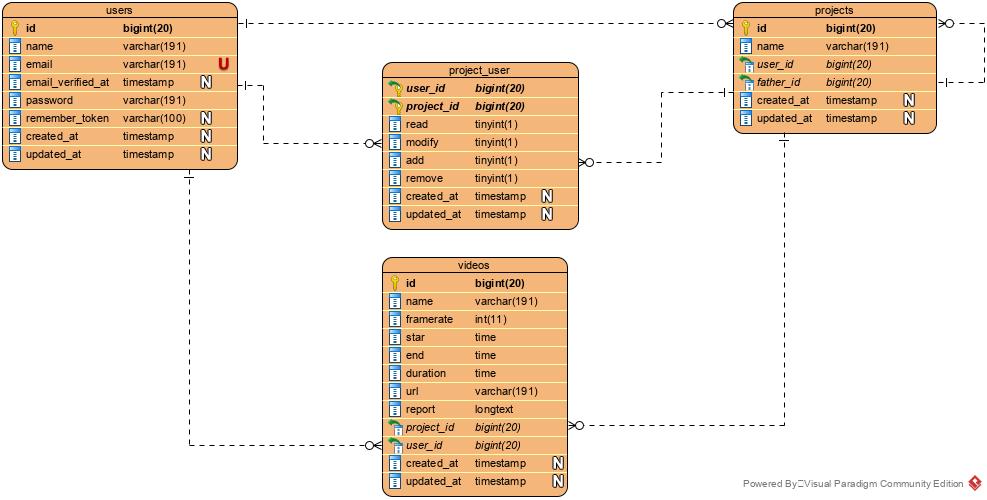 users
id bigint(20)
name varchar(191)
email varchar(191) U
email_verified_at timestamp N
password varchar(191)
remember_token varchar(100) N
created_at timestamp N
updated_at timestamp N
project_user
user_id bigint(20)
project_id bigint(20)
read tinyint(1)
modify tinyint(1)
add tinyint(1)
remove tinyint(1)
created_at timestamp N
updated_at timestamp N
projects
id bigint(20)
name varchar(191)
user_id bigint(20)
father_id bigint(20)
created_at timestamp N
updated_at timestamp N
videos
id bigint(20)
name varchar(191)
framerate int(11)
star time
end time
duration time
url varchar(191)
report longtext
project_id bigint(20)
user_id bigint(20)
created_at timestamp N
updated_at timestamp N
Powered By Visual Paradigm Community Edition